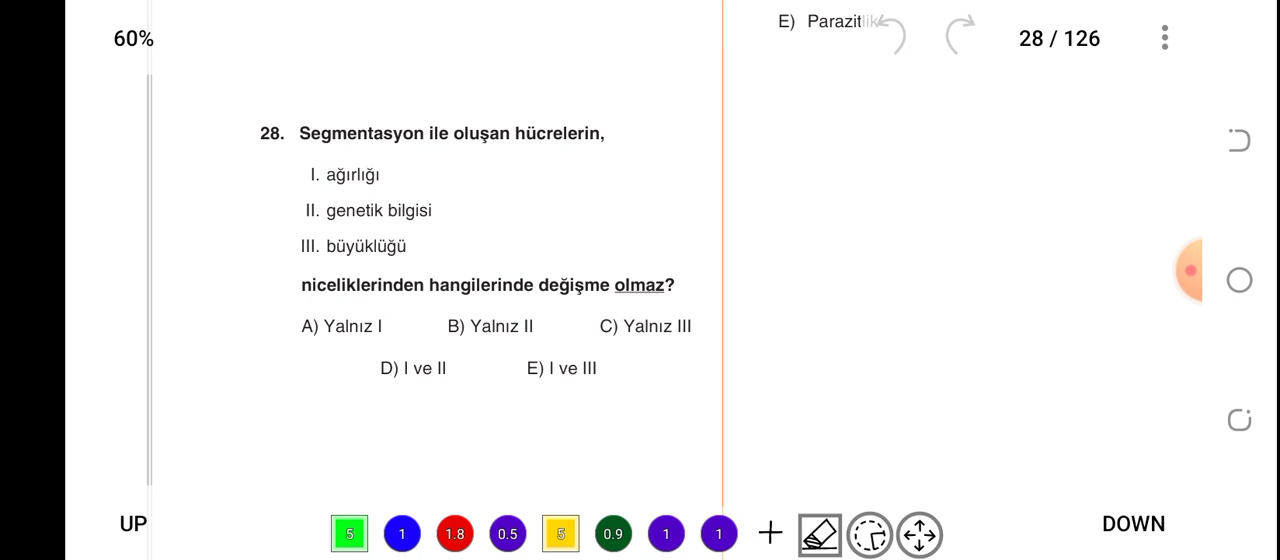 E) Parazitlik
60%
28 / 126
28. Segmentasyon ile oluşan hücrelerin,
I. ağırlığı
II. genetik bilgisi
III. büyüklüğü
niceliklerinden hangilerinde değişme olmaz?
A) Yalnız I B) Yalnız II C) Yalnız III
D) I ve II E) I ve III
UP
5 1 1.8 0.5 5 0.9 1 1
DOWN